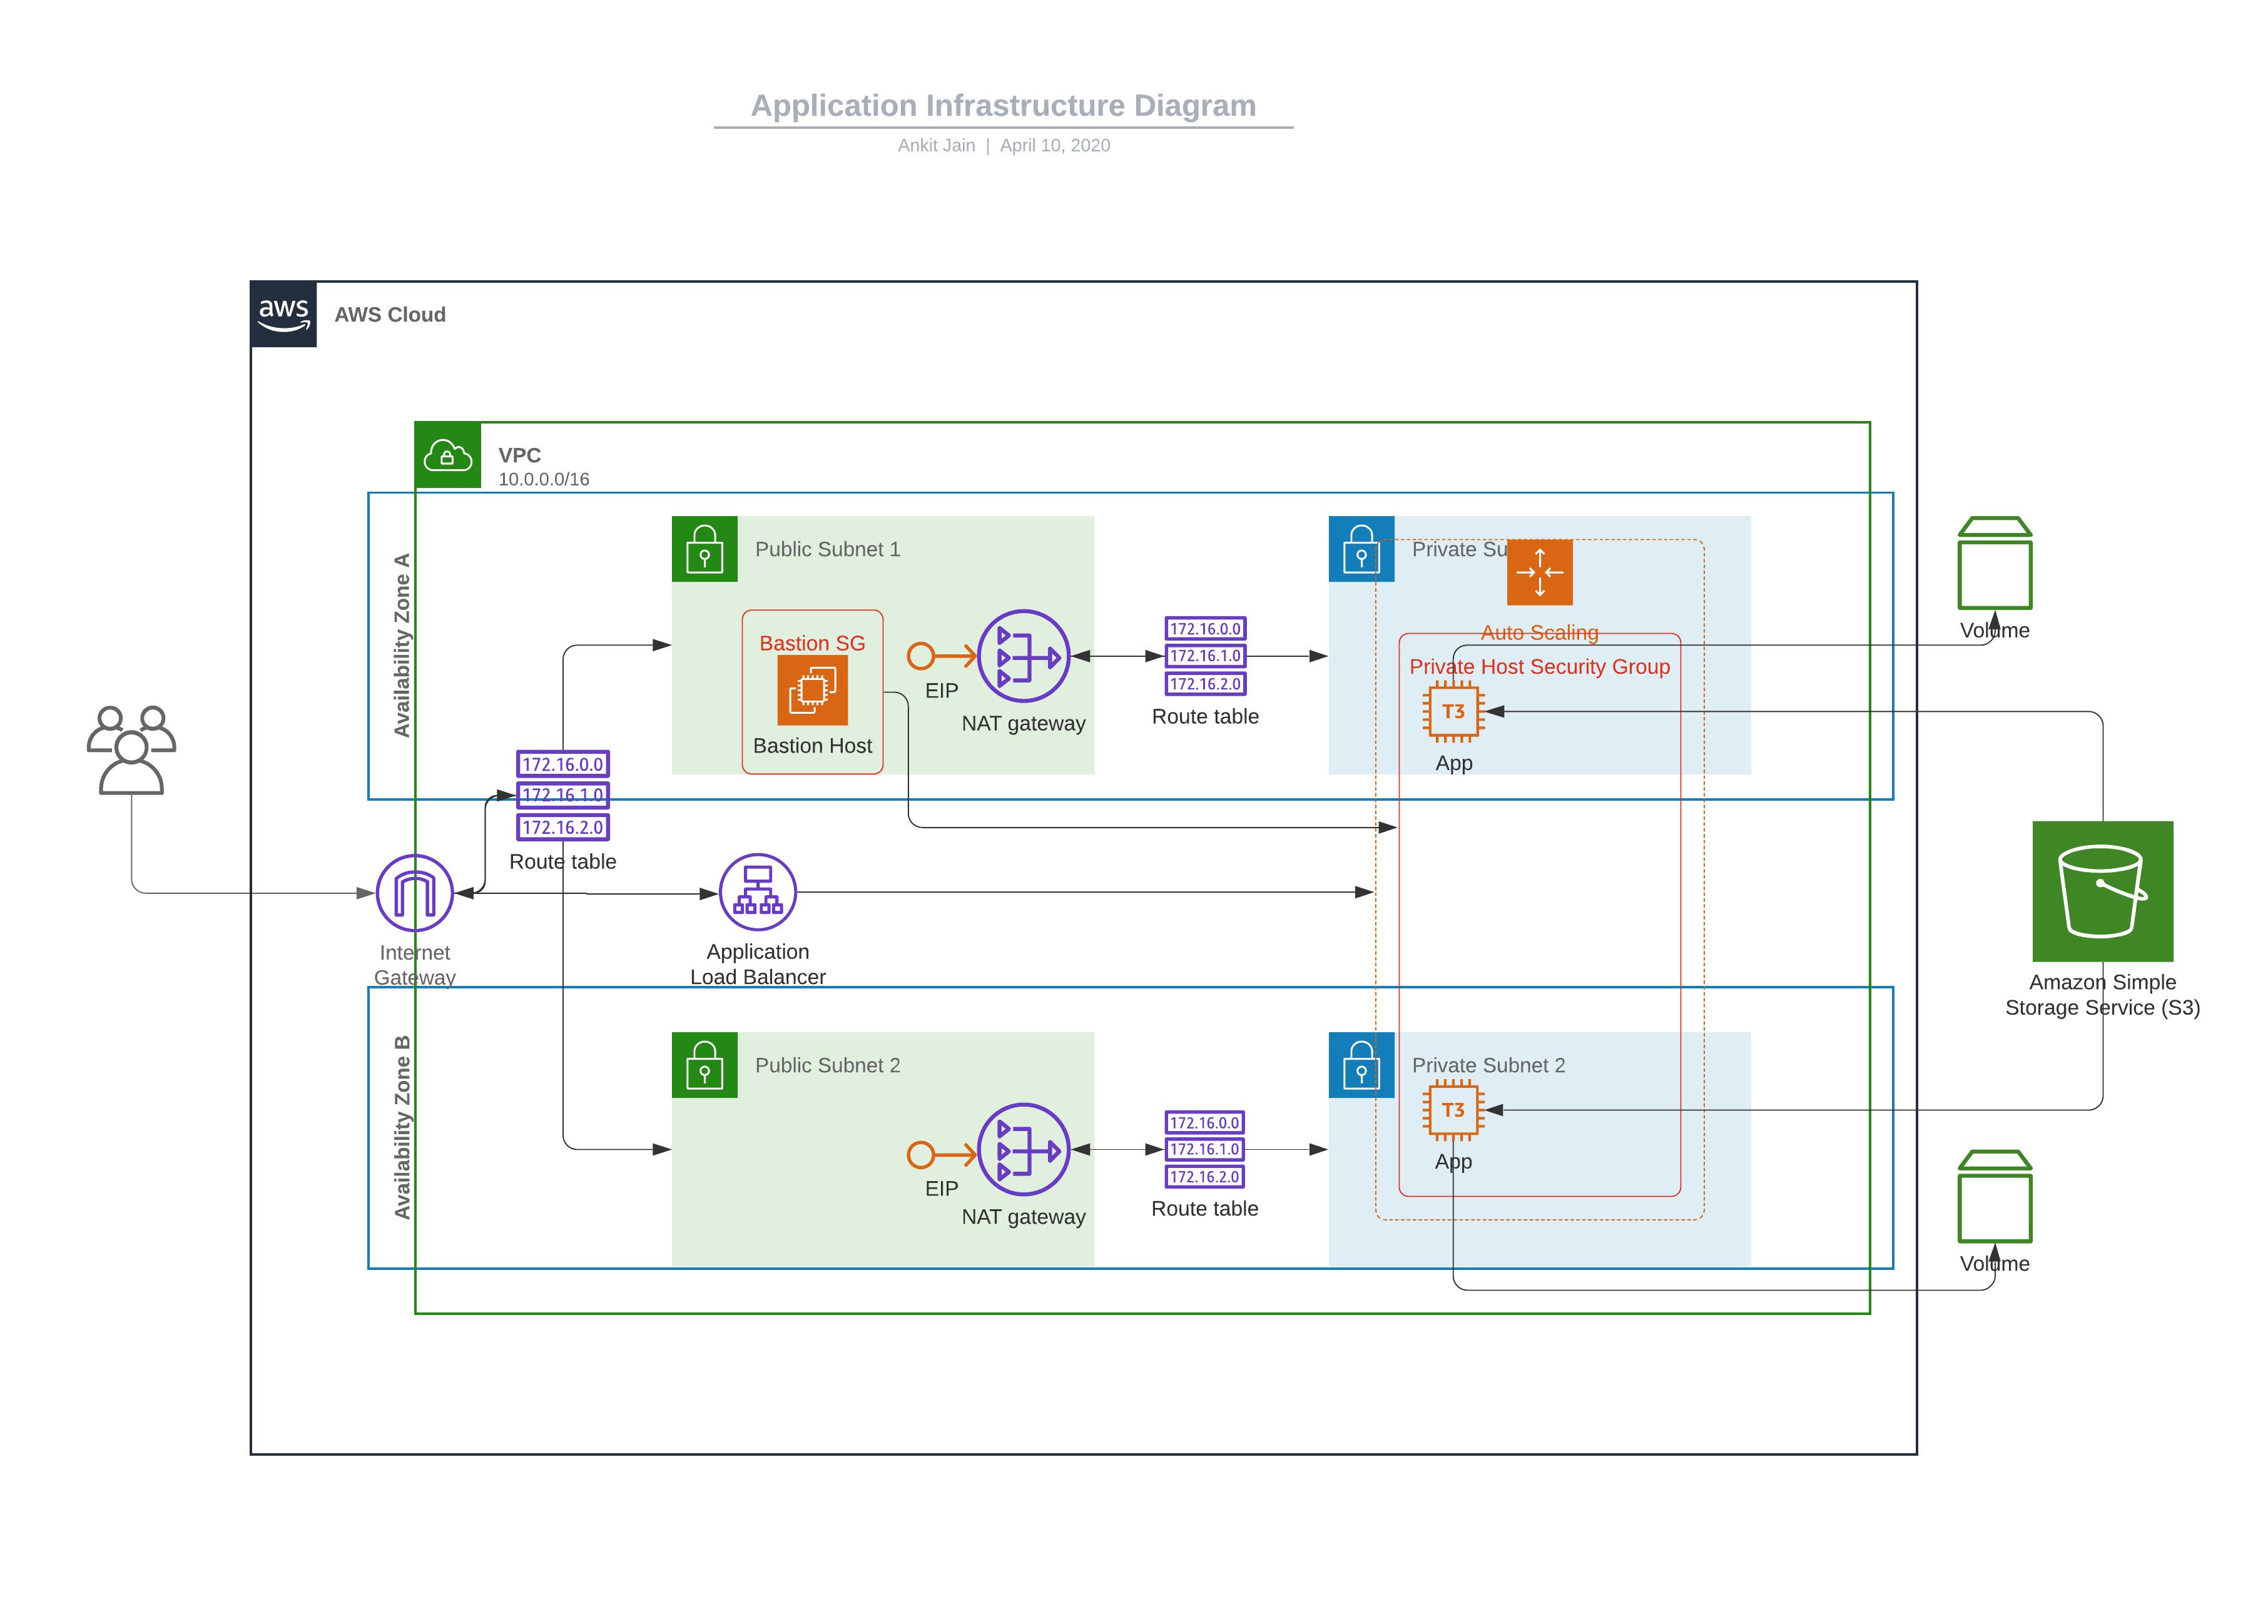 Application Infrastructure Diagram
Ankit Jain | April 10, 2020
aws
AWS Cloud
VPC
10.0.0.0/16
Availability Zone A
Public Subnet 1
Bastion SG
Bastion Host
EIP
NAT gateway
172.16.0.0
172.16.1.0
172.16.2.0
Route table
Private Su
Auto Scaling
Private Host Security Group
T3
App
Volume
172.16.0.0
172.16.1.0
172.16.2.0
Route table
Internet
Gateway
Application
Load Balancer
Amazon Simple
Storage Service (S3)
Availability Zone B
Public Subnet 2
EIP
NAT gateway
172.16.0.0
172.16.1.0
172.16.2.0
Route table
Private Subnet 2
T3
App
Volume